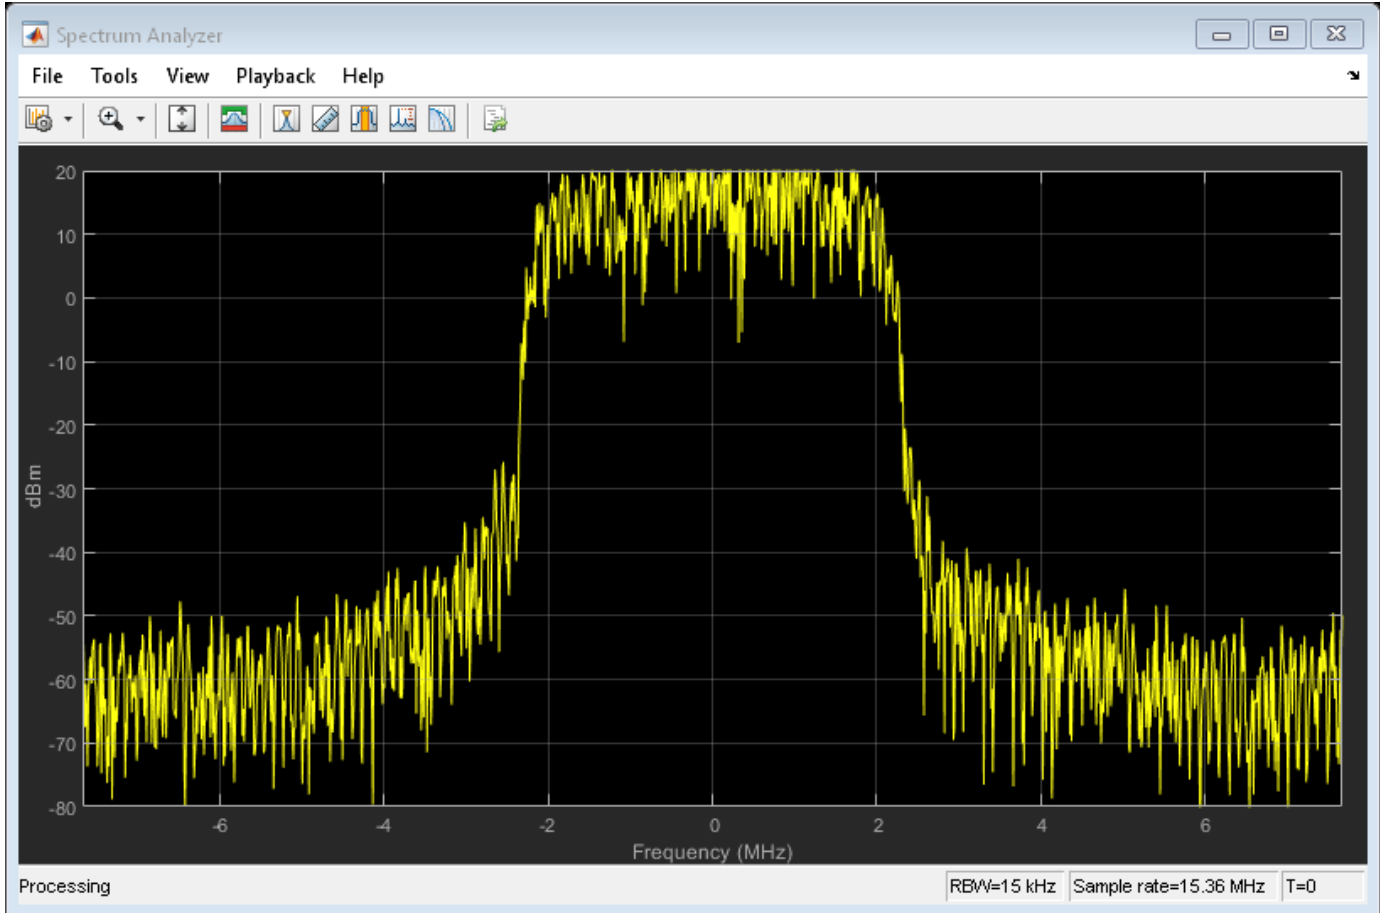 Spectrum Analyzer
File Tools View Playback Help
20
10
0
-10
-20
-30
-40
-50
-60
-70
-80
dBm
-6 -4 -2 0 2 4 6
Frequency (MHz)
Processing RBW=15 kHz Sample rate=15.36 MHz T=0